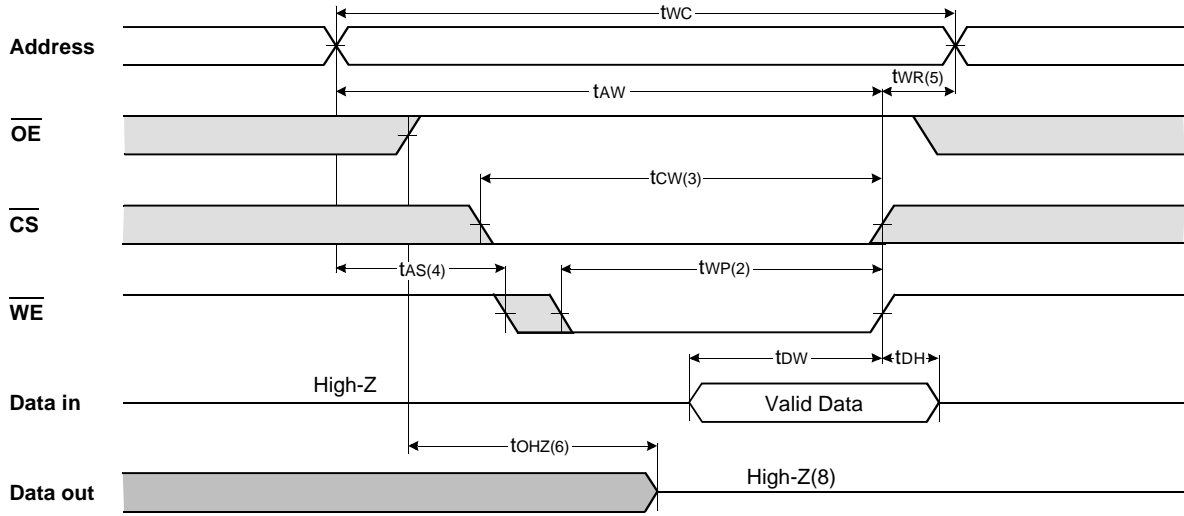 tWC
Address
tAW
tWR(5)
OE
tCW(3)
CS
tAS(4)
tWP(2)
WE
tDW
tDH
High-Z
Data in
Valid Data
tOHZ(6)
High-Z(8)
Data out